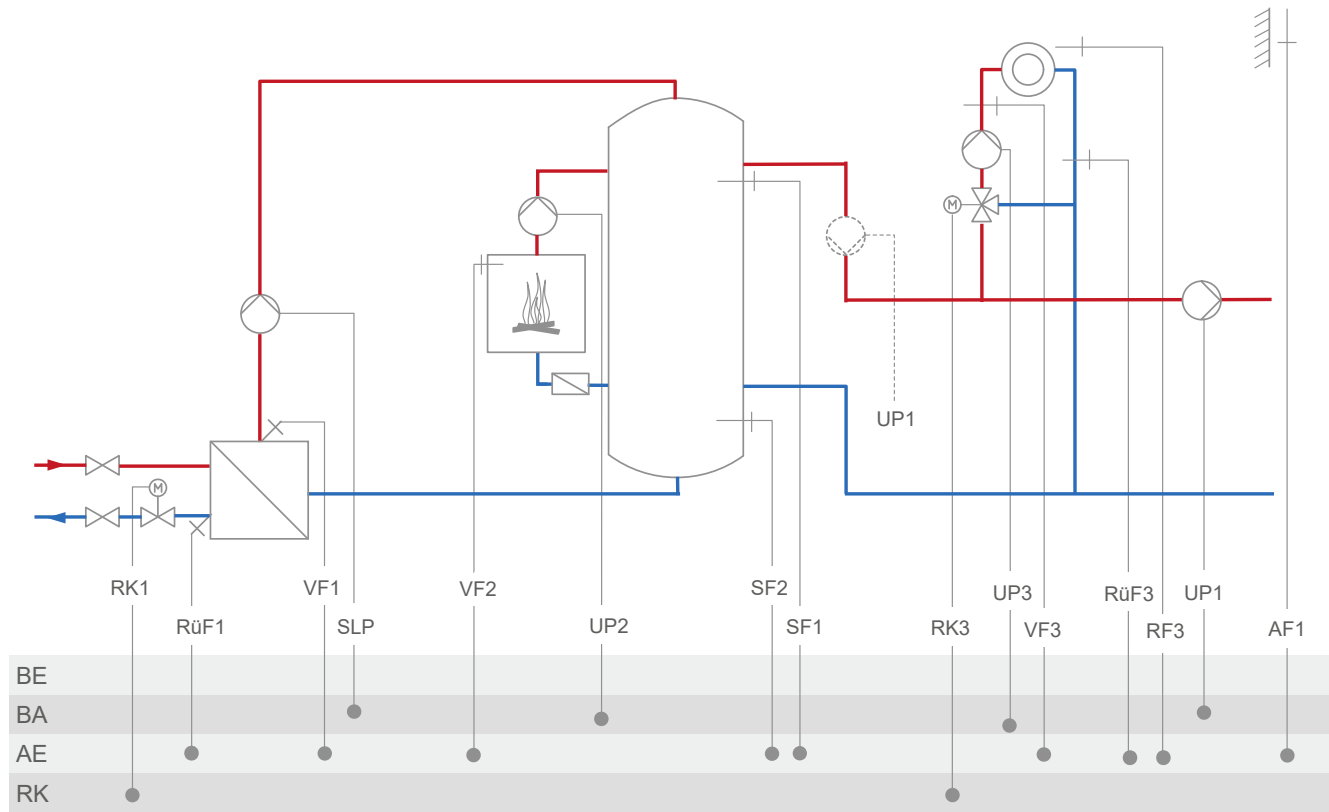 M
UP1
M
RK1
VF1
VF2
SF2
UP3
RüF3
UP1
RüF1
SLP
UP2
SF1
RK3
VF3
RF3
AF1
BE
BA
AE
RK